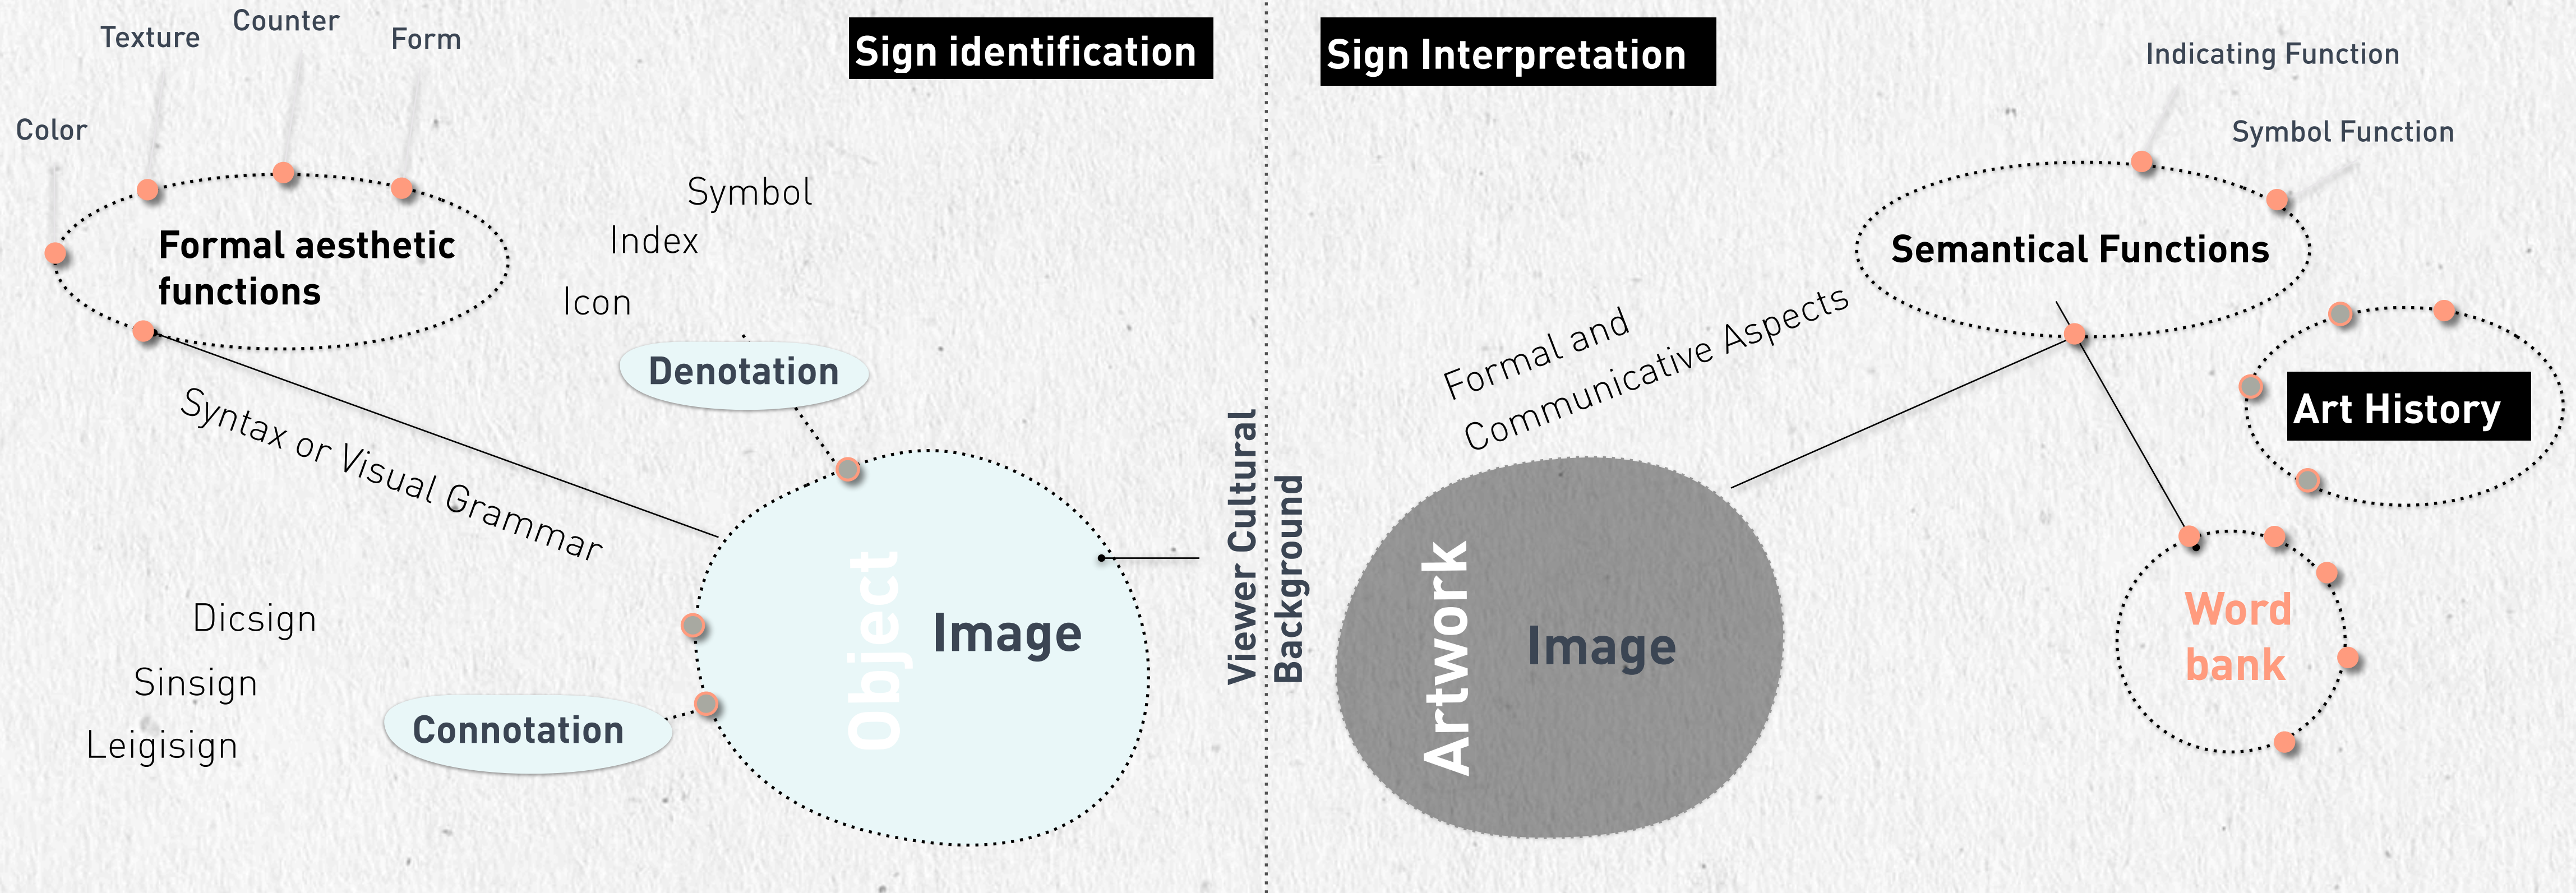 Sign identification
Texture
Counter
Form
Color
Formal aesthetic
functions
Symbol
Index
Icon
Denotation
Syntax or Visual Grammar
Dicsign
Sinsign
Leigisign
Connotation
Object
Image
Viewer Cultural
Background
Sign Interpretation
Indicating Function
Symbol Function
Semantical Functions
Formal and
Communicative Aspects
Art History
Artwork
Image
Word
bank